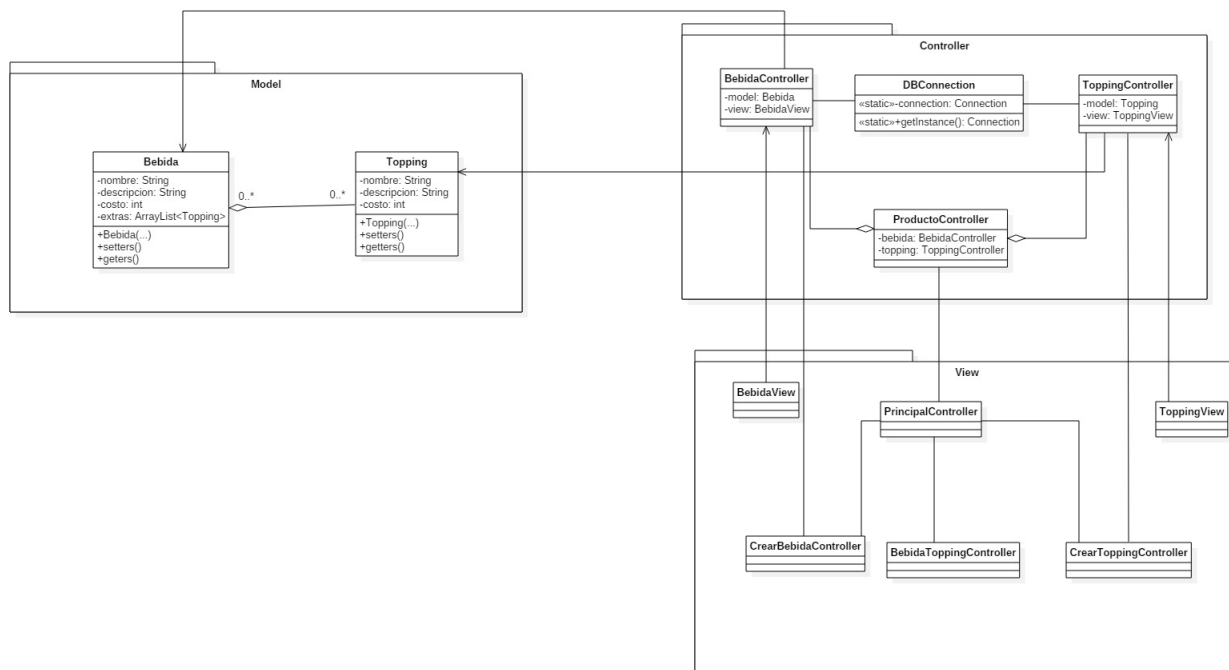 Model
Bebida
-nombre: String
-descripcion: String
-costo: int
-extras: ArrayList<Topping>
+Bebida(...)
+setters()
+geters()
0..*
0..*
Topping
-nombre: String
-descripcion: String
-costo: int
+Topping(...)
+setters()
+getters()
Controller
BebidaController
-model: Bebida
-view: BebidaView
DBConnection
«static»-connection: Connection
«static»+getInstance(): Connection
ToppingController
-model: Topping
-view: ToppingView
ProductoController
-bebida: BebidaController
-topping: ToppingController
View
BebidaView
PrincipalController
ToppingView
CrearBebidaController
BebidaToppingController
CrearToppingController